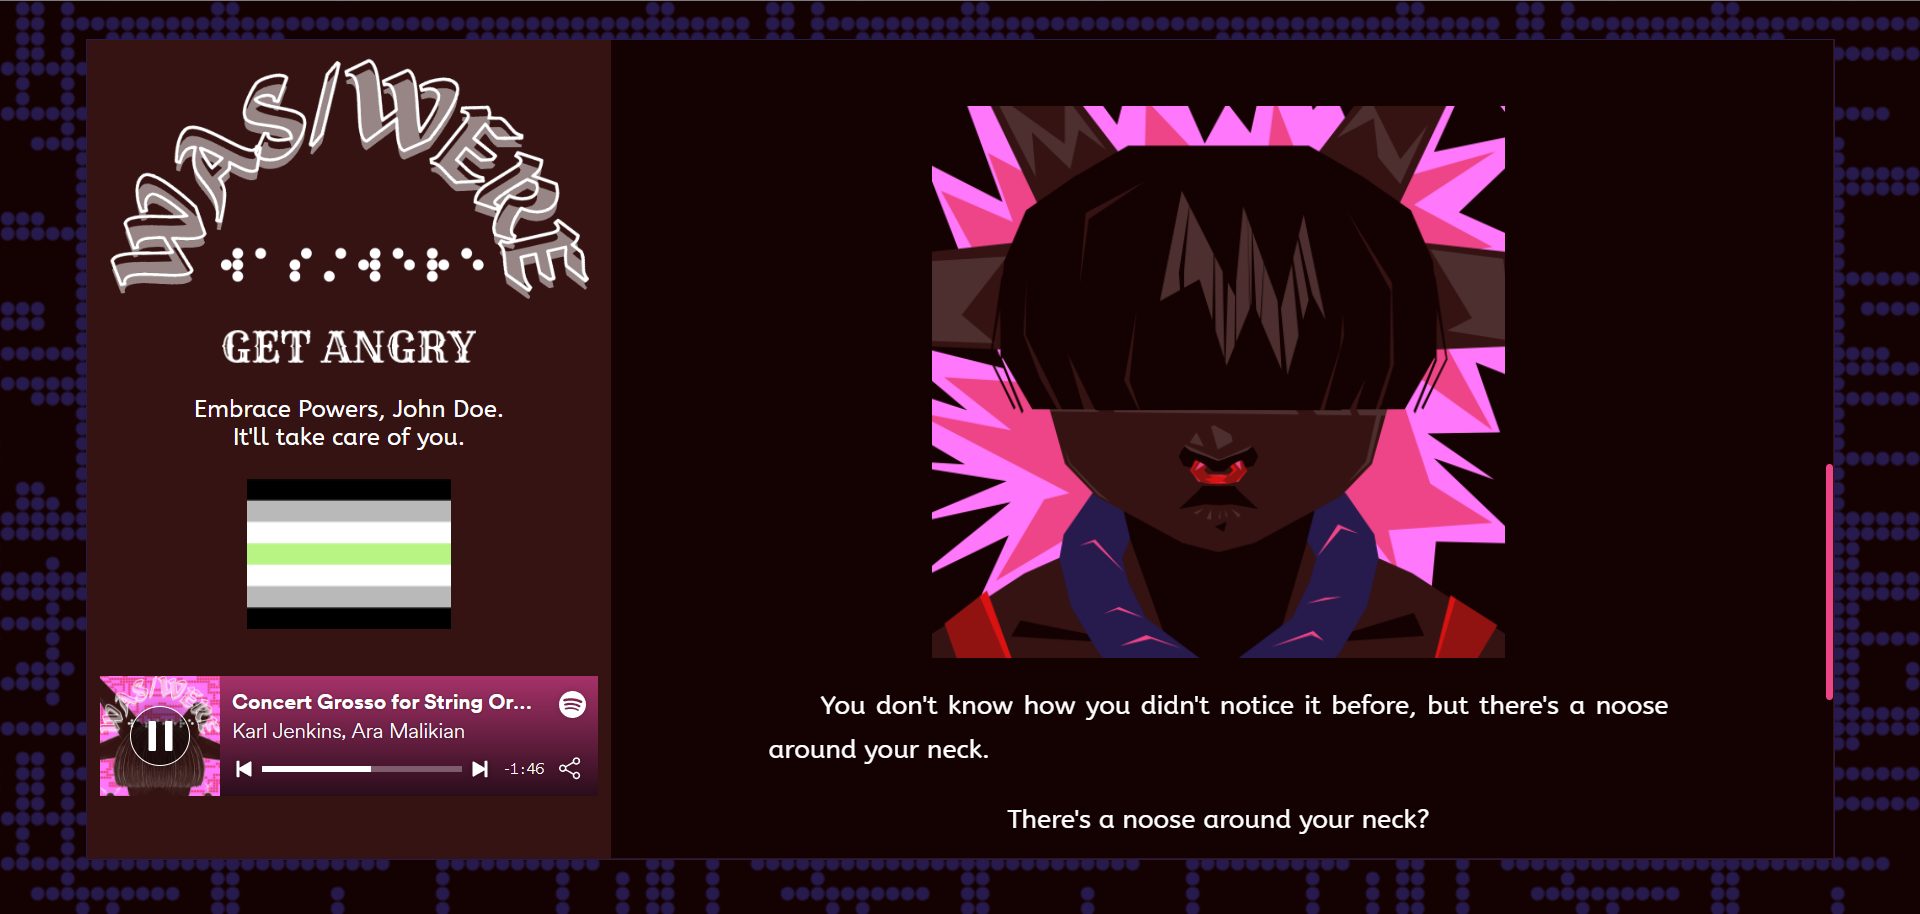 WAS/WERE
⠺⠁⠎⠌⠺⠑⠗⠑
GET ANGRY
Embrace Powers, John Doe.
It'll take care of you.
WAS/WERE
Concert Grosso for String Or...
Karl Jenkins, Ara Malikian
-1:46
You don't know how you didn't notice it before, but there's a noose
around your neck.
There's a noose around your neck?